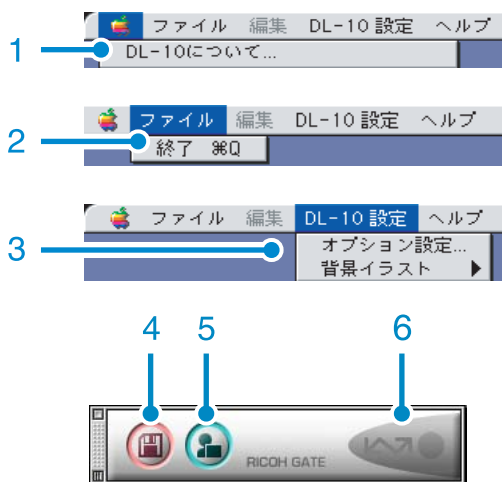 ファイル 編集 DL-10 設定 ヘルプ
1
DL-10について...
ファイル 編集 DL-10 設定 ヘルプ
2
終了 ⌘Q
ファイル 編集 DL-10 設定 ヘルプ
3
オプション設定...
背景イラスト ▶
4 5 6
RICOH GATE